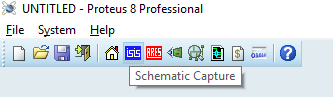 UNTITLED - Proteus 8 Professional
File System Help
ISIS ARES $ ?
Schematic Capture